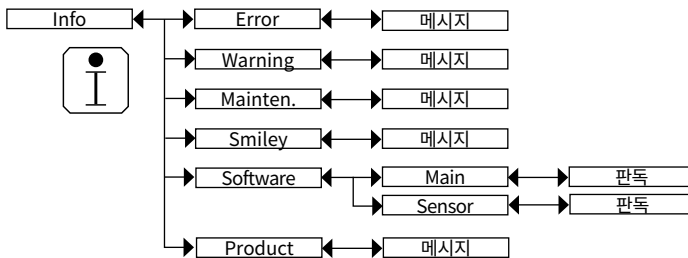 Info Error 메시지
Warning 메시지
Mainten. 메시지
Smiley 메시지
Software Main 판독
Sensor 판독
Product 메시지